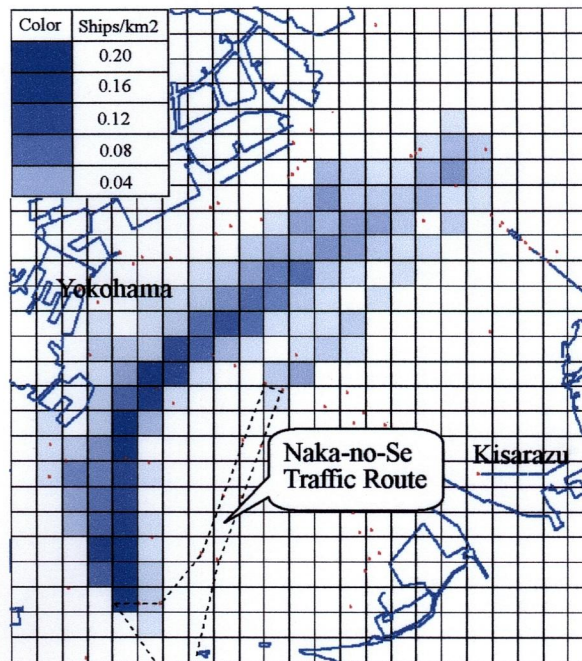 Color Ships/km2
0.20
0.16
0.12
0.08
0.04
Yokohama
Naka-no-Se
Traffic Route
Kisarazu